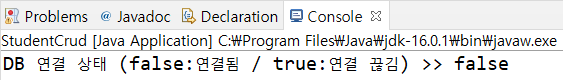 Problems @ Javadoc Declaration Console
StudentCrud [Java Application] C:₩Program Files₩Java₩jdk-16.0.1₩bin₩javaw.exe
DB 연결 상태 (false:연결됨 / true:연결 끊김) >> false